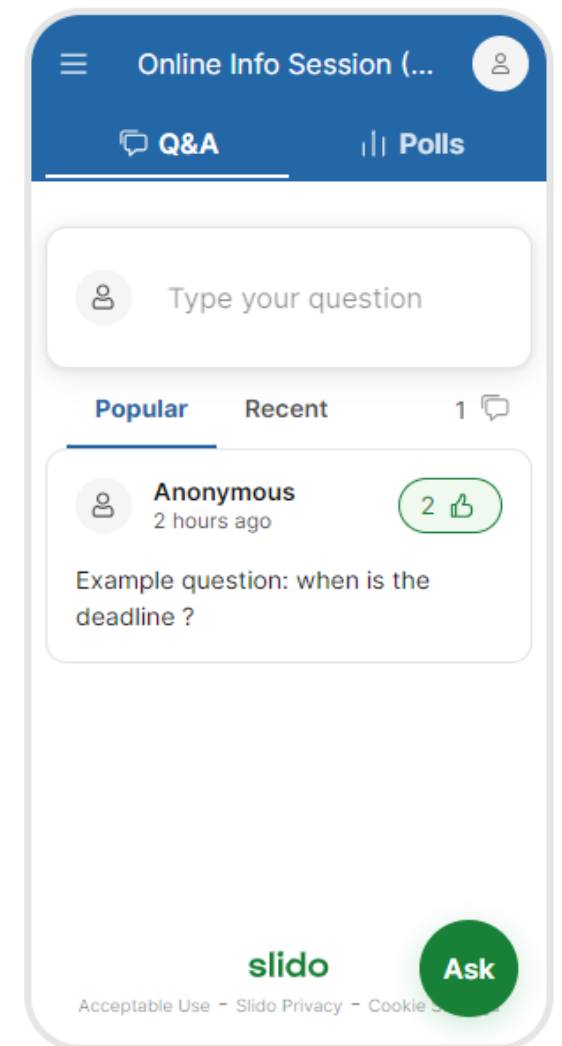 Online Info Session (...
Q&A Polls
Type your question
Popular Recent 1
Anonymous 2
2 hours ago
Example question: when is the
deadline ?
slido
Ask
Acceptable Use - Slido Privacy - Cookie